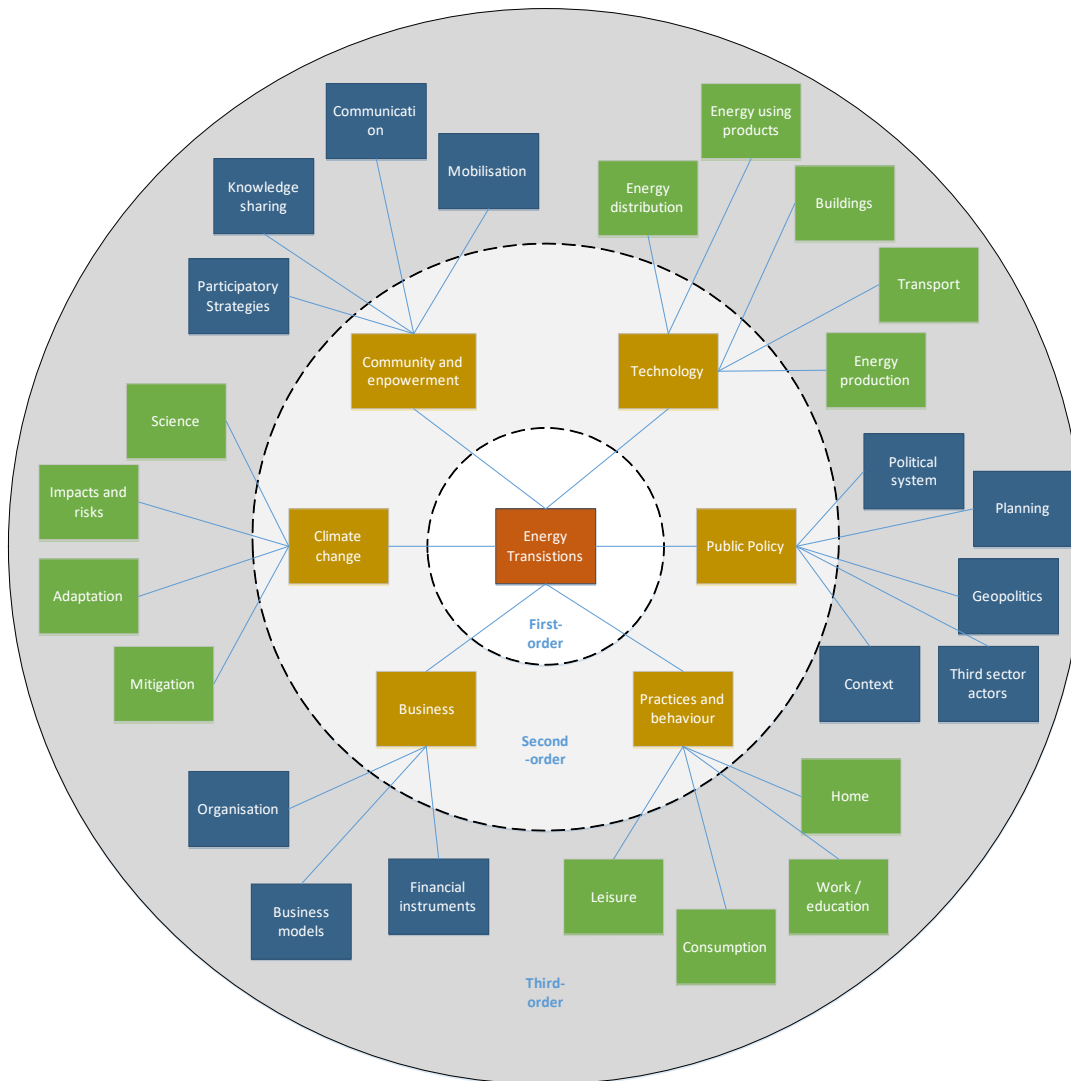 Communicati
on
Energy using
products
Mobilisation
Knowledge
sharing
Energy
distribution
Buildings
Participatory
Strategies
Transport
Community and
enpowerment
Technology
Energy
production
Science
Political
system
Impacts and
risks
Planning
Climate
change
Energy
Transistions
Public Policy
Adaptation
Geopolitics
First-
order
Mitigation
Context
Third sector
actors
Business
Practices and
behaviour
Second
-order
Organisation
Home
Business
models
Financial
instruments
Leisure
Work /
education
Consumption
Third-
order